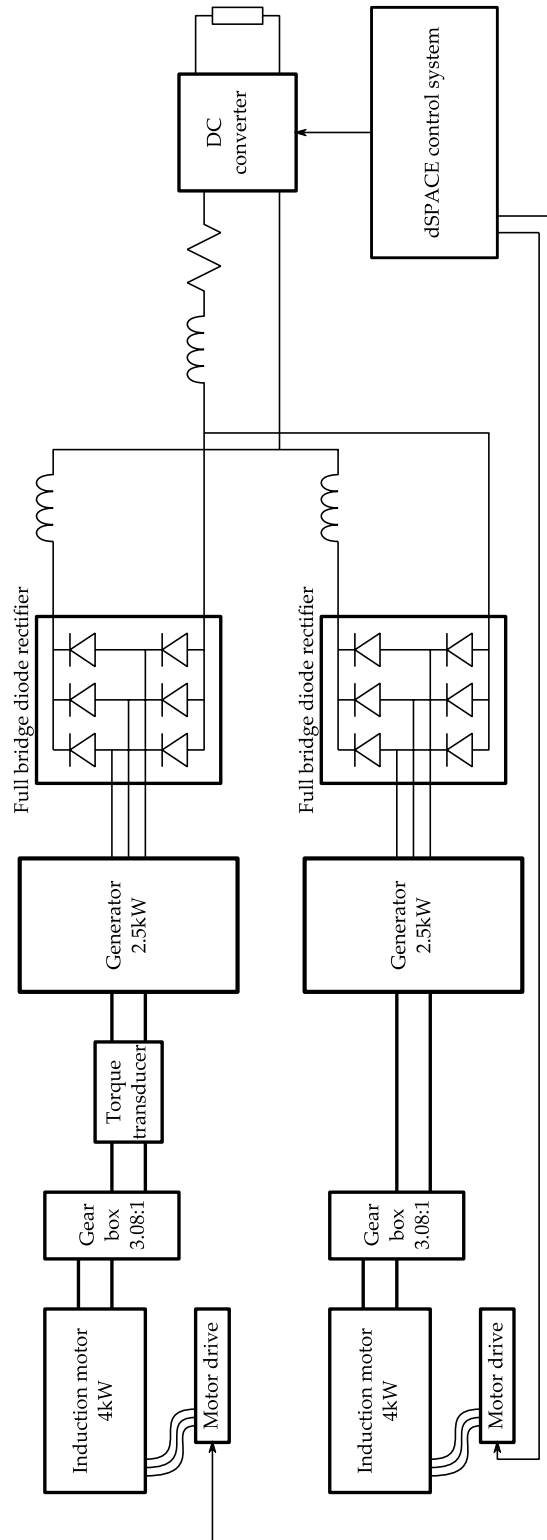 Induction motor
4kW
Motor drive
Gear
box
3.08:1
Torque
transducer
Generator
2.5kW
Full bridge diode rectifier
DC
converter
Induction motor
4kW
Motor drive
Gear
box
3.08:1
Generator
2.5kW
Full bridge diode rectifier
dSPACE control system